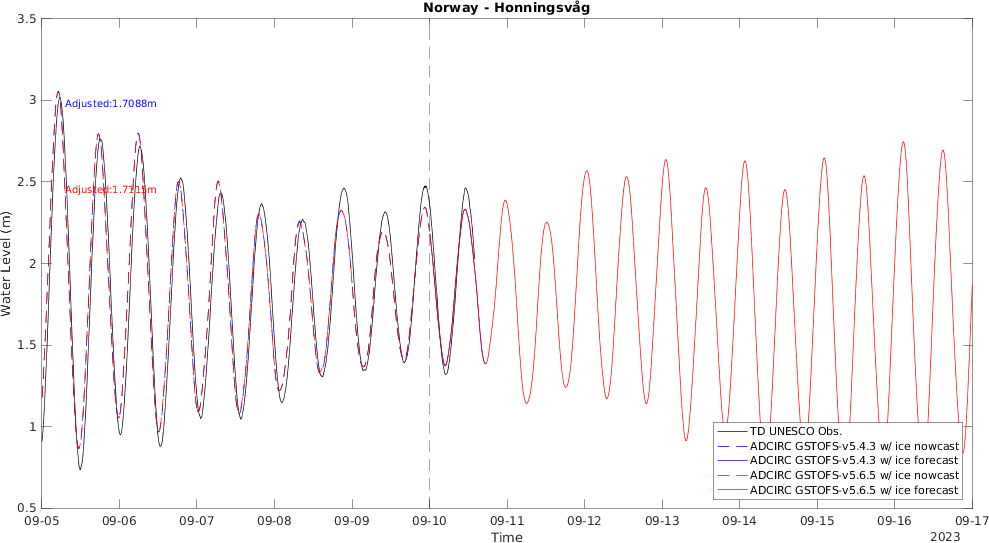 Norway - Honningsvåg
3.5
3
2.5
2
1.5
1
0.5
Water Level (m)
Adjusted:1.7088m
Adjusted:1.7115m
TD UNESCO Obs.
ADCIRC GSTOFS-v5.4.3 w/ ice nowcast
ADCIRC GSTOFS-v5.4.3 w/ ice forecast
ADCIRC GSTOFS-v5.6.5 w/ ice nowcast
ADCIRC GSTOFS-v5.6.5 w/ ice forecast
09-05 09-06 09-07 09-08 09-09 09-10 09-11 09-12 09-13 09-14 09-15 09-16 09-17
Time
2023